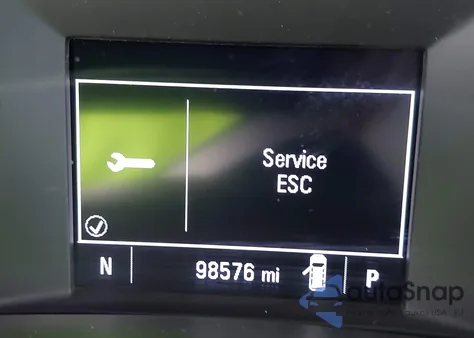 Service
ESC
N 98576 mi P
autoSnap